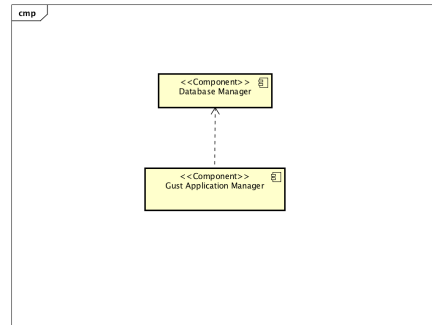 cmp
<<Component>>
Database Manager
<<Component>>
Gust Application Manager